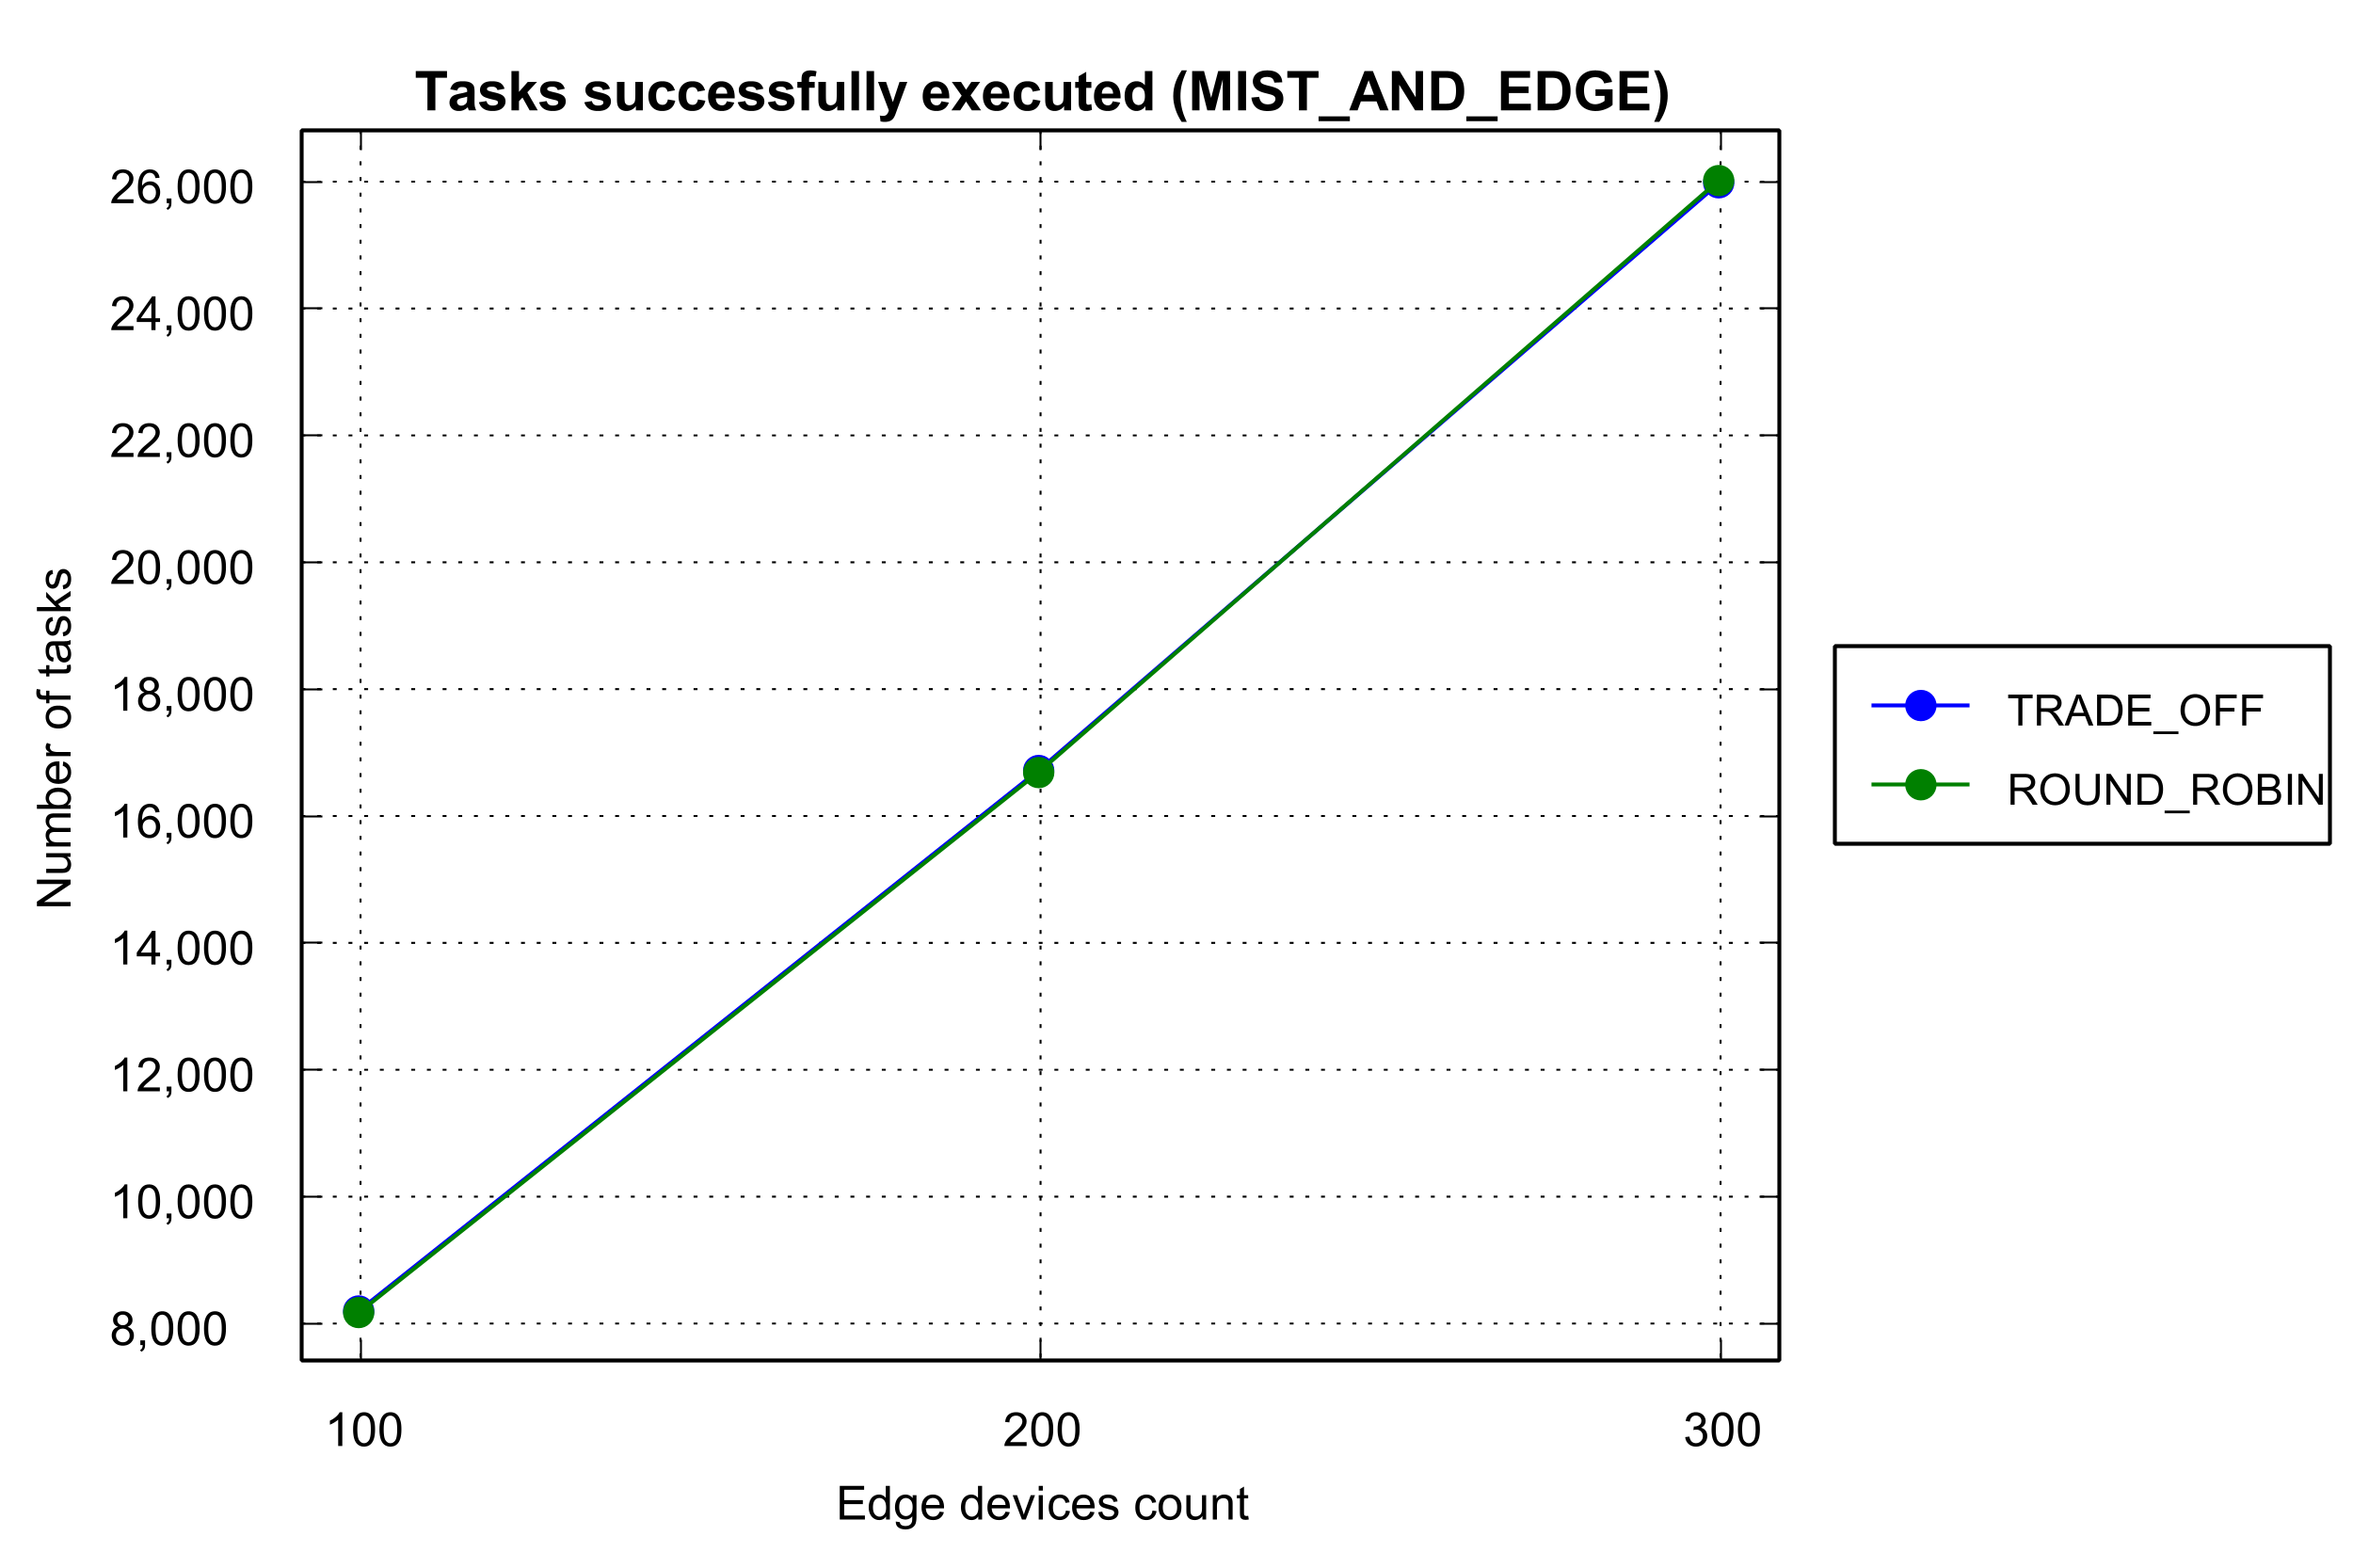 Tasks successfully executed (MIST_AND_EDGE)
26,000
24,000
22,000
20,000
18,000
16,000
14,000
12,000
10,000
8,000
Number of tasks
100
200
300
Edge devices count
TRADE_OFF
ROUND_ROBIN